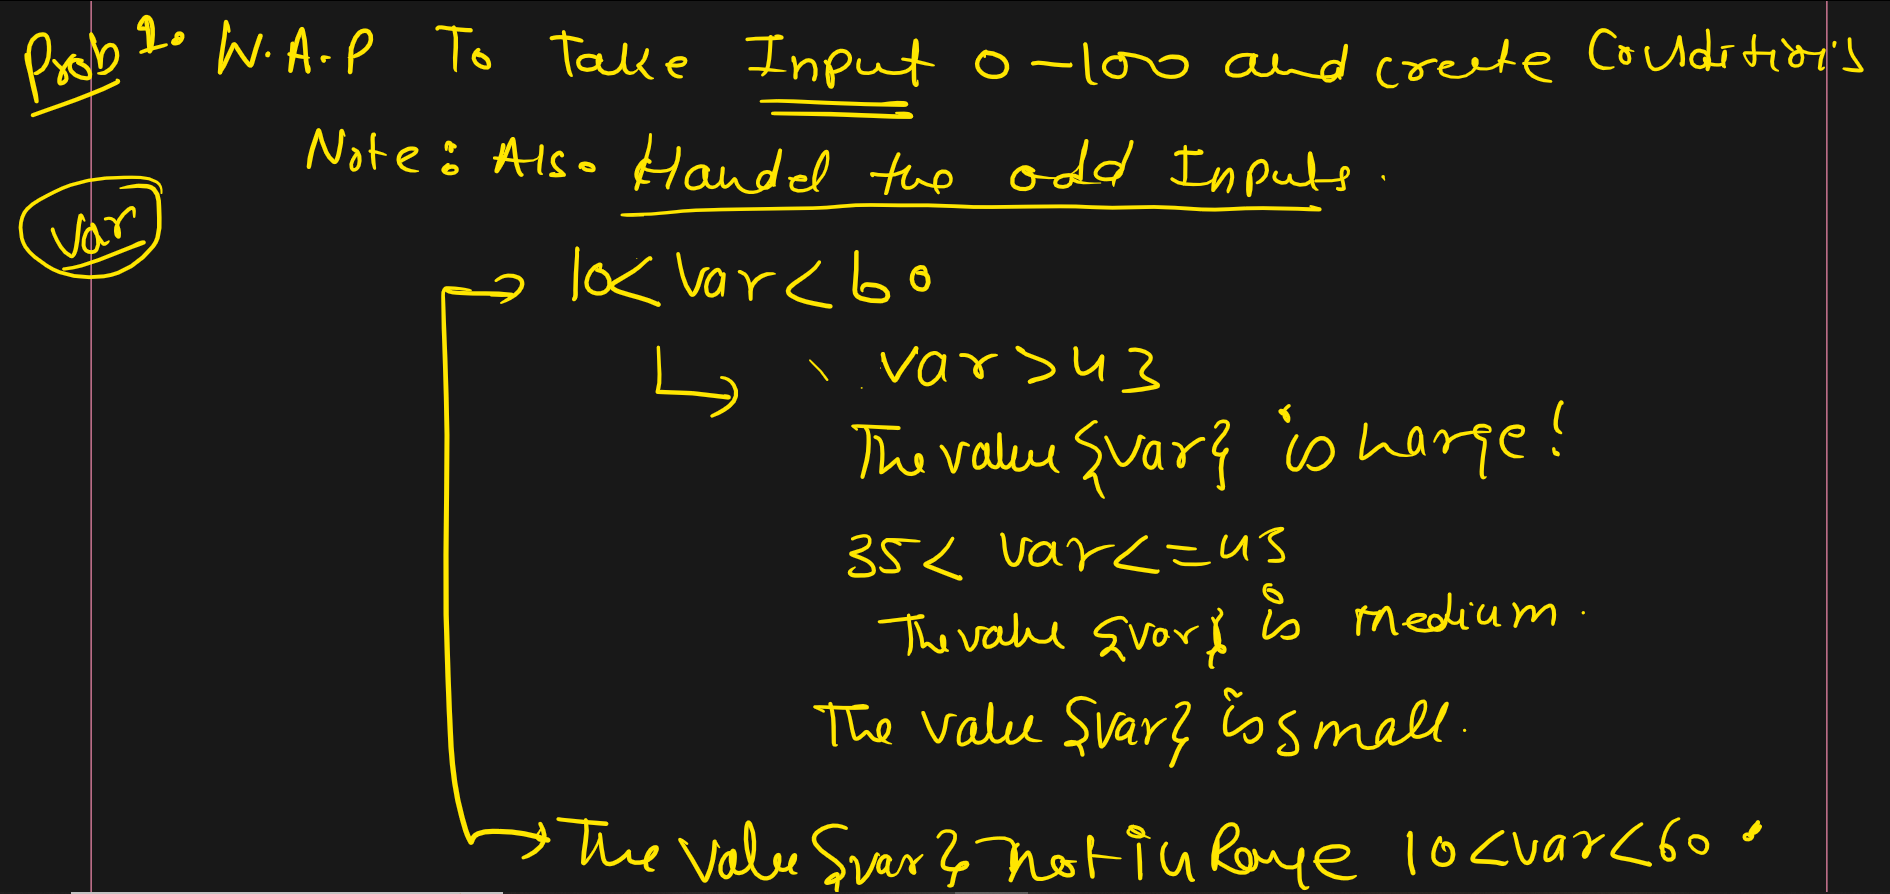 Prob 1. W.A.P To Take Input 0-100 and create Condition's
Note: Also Handel the odd Inputs.
var
10< var < 60
var > 43
The value {var} is Large!
35 < var <= 43
The value {var} is medium.
The value {var} is small.
The value {var} not in Range 10 < var < 60.